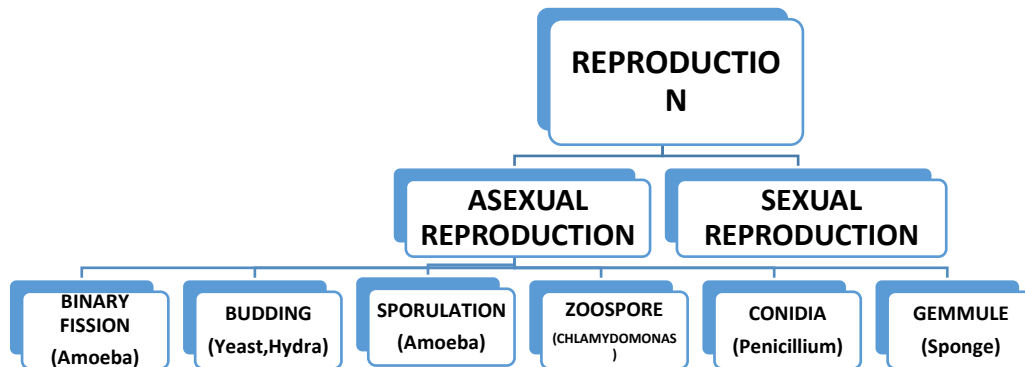 REPRODUCTIO
N
ASEXUAL
REPRODUCTION
SEXUAL
REPRODUCTION
BINARY
FISSION
(Amoeba)
BUDDING
(Yeast,Hydra)
SPORULATION
(Amoeba)
ZOOSPORE
(CHLAMYDOMONAS
)
CONIDIA
(Penicillium)
GEMMULE
(Sponge)